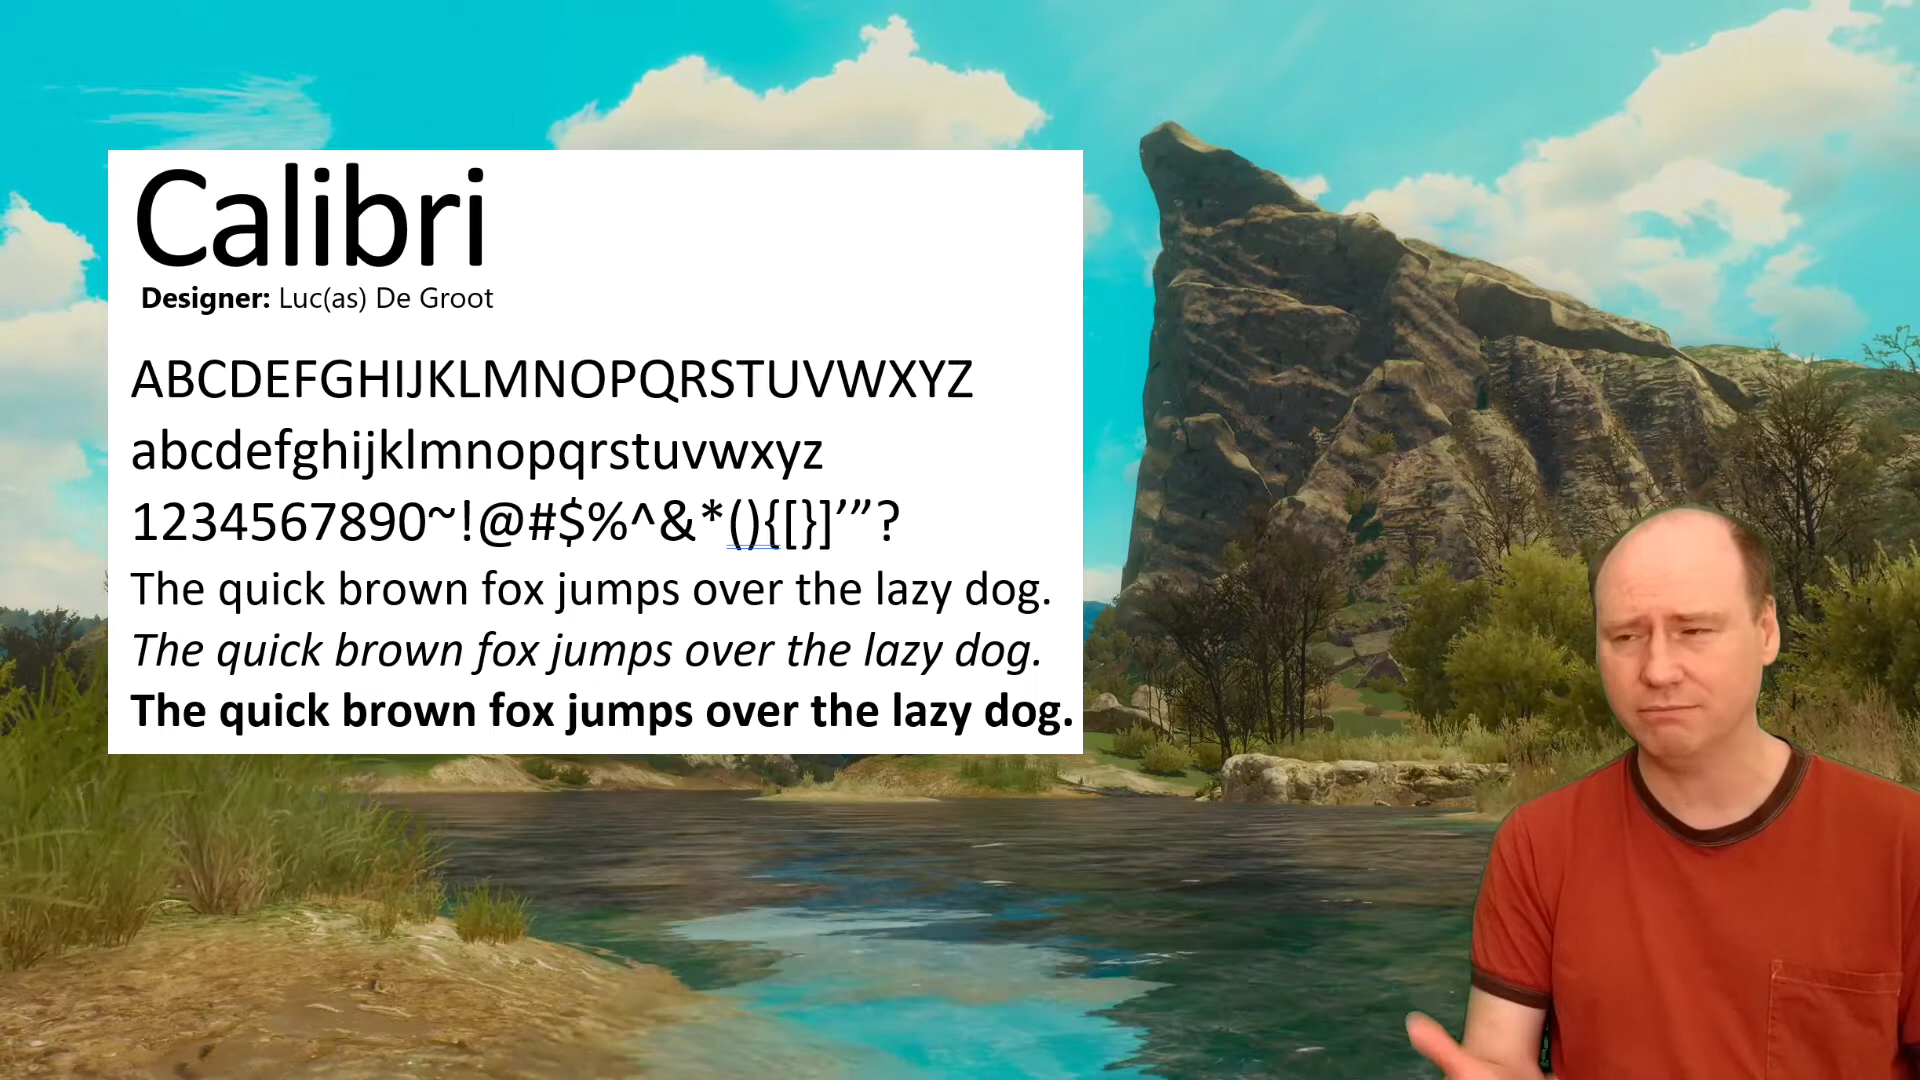 Calibri
Designer: Luc(as) De Groot
ABCDEFGHIJKLMNOPQRSTUVWXYZ
abcdefghijklmnopqrstuvwxyz
1234567890~!@#$%^&*(){[}]’”?
The quick brown fox jumps over the lazy dog.
The quick brown fox jumps over the lazy dog.
The quick brown fox jumps over the lazy dog.